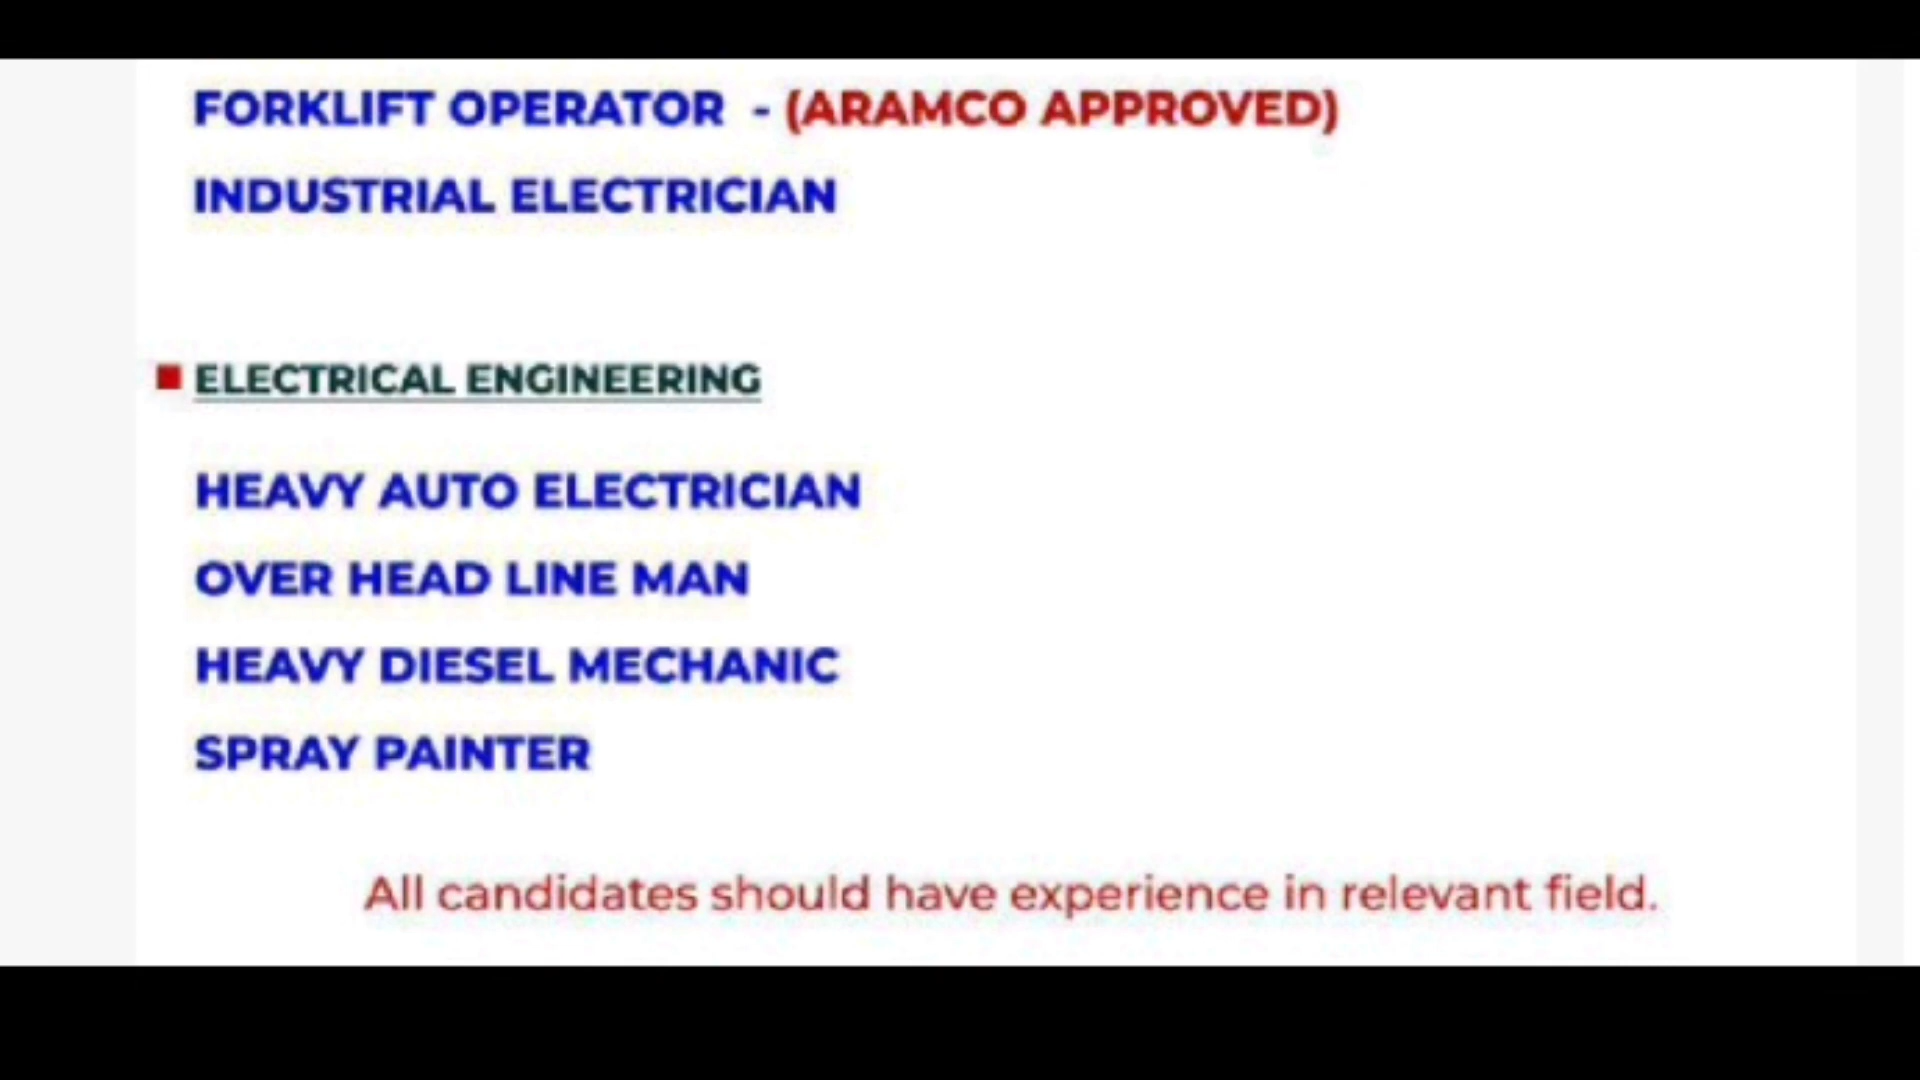 FORKLIFT OPERATOR - (ARAMCO APPROVED)
INDUSTRIAL ELECTRICIAN
ELECTRICAL ENGINEERING
HEAVY AUTO ELECTRICIAN
OVER HEAD LINE MAN
HEAVY DIESEL MECHANIC
SPRAY PAINTER
All candidates should have experience in relevant field.